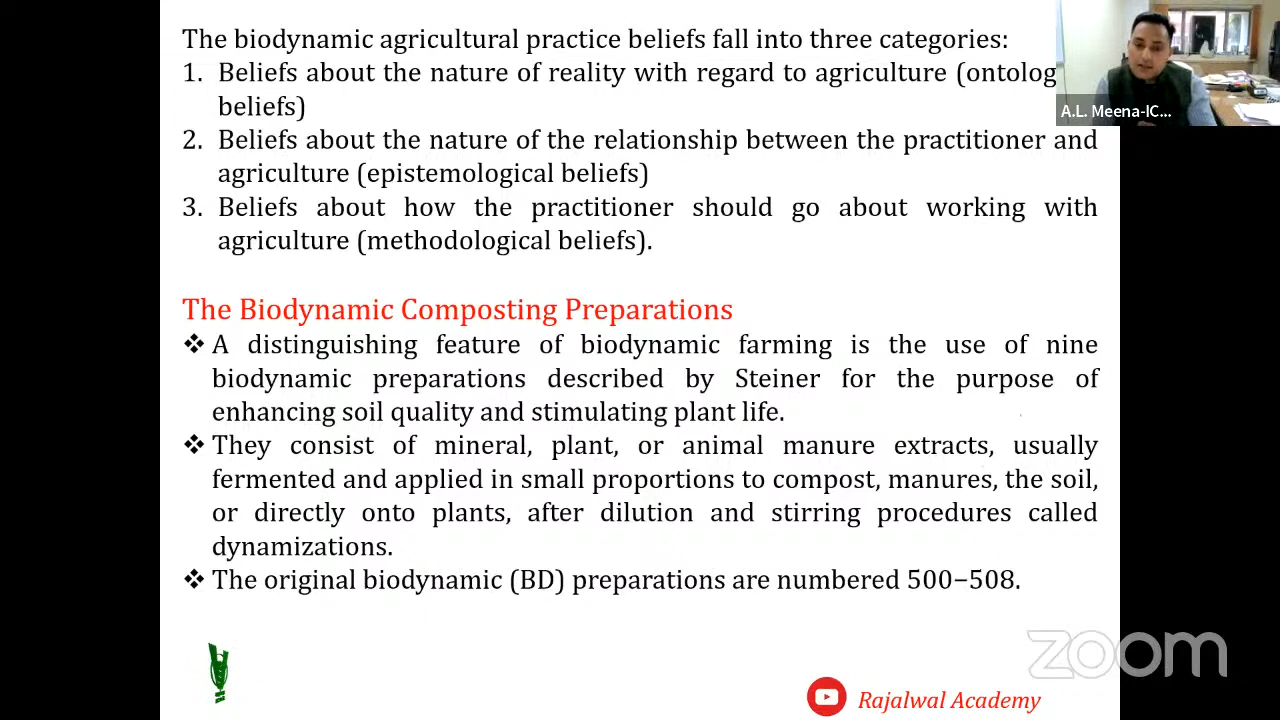 The biodynamic agricultural practice beliefs fall into three categories:
1. Beliefs about the nature of reality with regard to agriculture (ontolog
beliefs)
A.L. Meena-IC...
2. Beliefs about the nature of the relationship between the practitioner and
agriculture (epistemological beliefs)
3. Beliefs about how the practitioner should go about working with
agriculture (methodological beliefs).
The Biodynamic Composting Preparations
❖ A distinguishing feature of biodynamic farming is the use of nine
biodynamic preparations described by Steiner for the purpose of
enhancing soil quality and stimulating plant life.
❖ They consist of mineral, plant, or animal manure extracts, usually
fermented and applied in small proportions to compost, manures, the soil,
or directly onto plants, after dilution and stirring procedures called
dynamizations.
❖ The original biodynamic (BD) preparations are numbered 500−508.
zoom
Rajalwal Academy